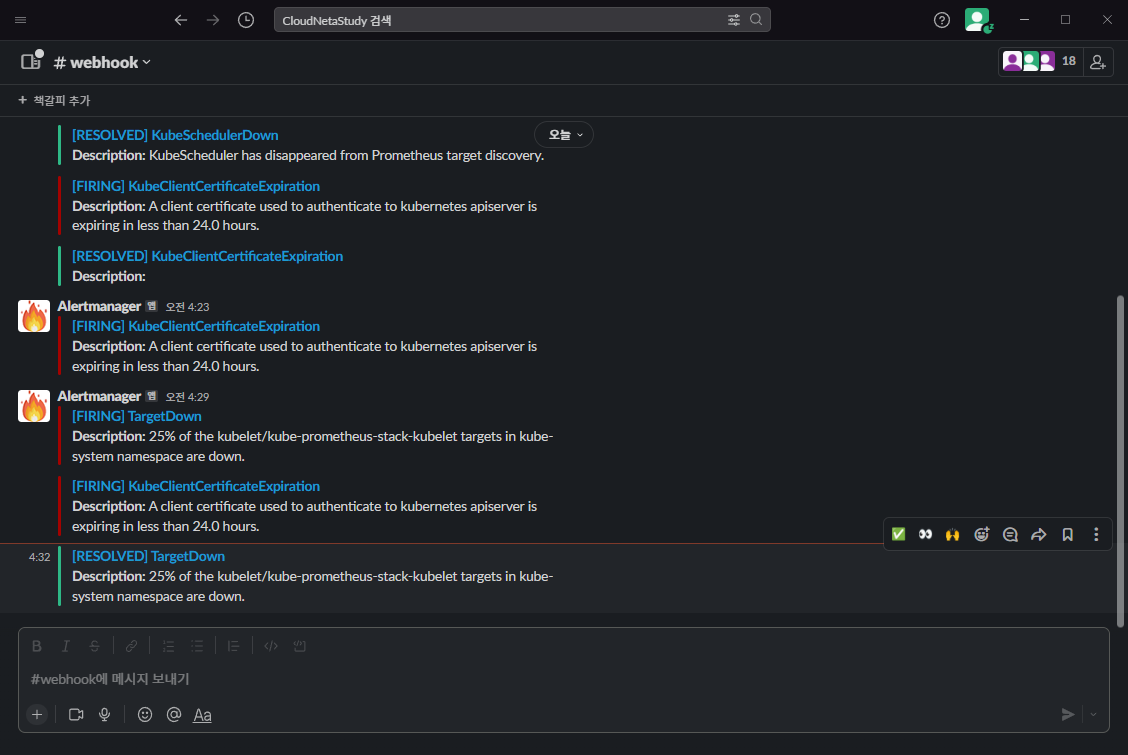 CloudNetaStudy 검색
# webhook
18
+ 책갈피 추가
오늘
[RESOLVED] KubeSchedulerDown
Description: KubeScheduler has disappeared from Prometheus target discovery.
[FIRING] KubeClientCertificateExpiration
Description: A client certificate used to authenticate to kubernetes apiserver is
expiring in less than 24.0 hours.
[RESOLVED] KubeClientCertificateExpiration
Description:
Alertmanager 앱 오전 4:23
[FIRING] KubeClientCertificateExpiration
Description: A client certificate used to authenticate to kubernetes apiserver is
expiring in less than 24.0 hours.
Alertmanager 앱 오전 4:29
[FIRING] TargetDown
Description: 25% of the kubelet/kube-prometheus-stack-kubelet targets in kube-
system namespace are down.
[FIRING] KubeClientCertificateExpiration
Description: A client certificate used to authenticate to kubernetes apiserver is
expiring in less than 24.0 hours.
4:32 [RESOLVED] TargetDown
Description: 25% of the kubelet/kube-prometheus-stack-kubelet targets in kube-
system namespace are down.
#webhook에 메시지 보내기
Aa